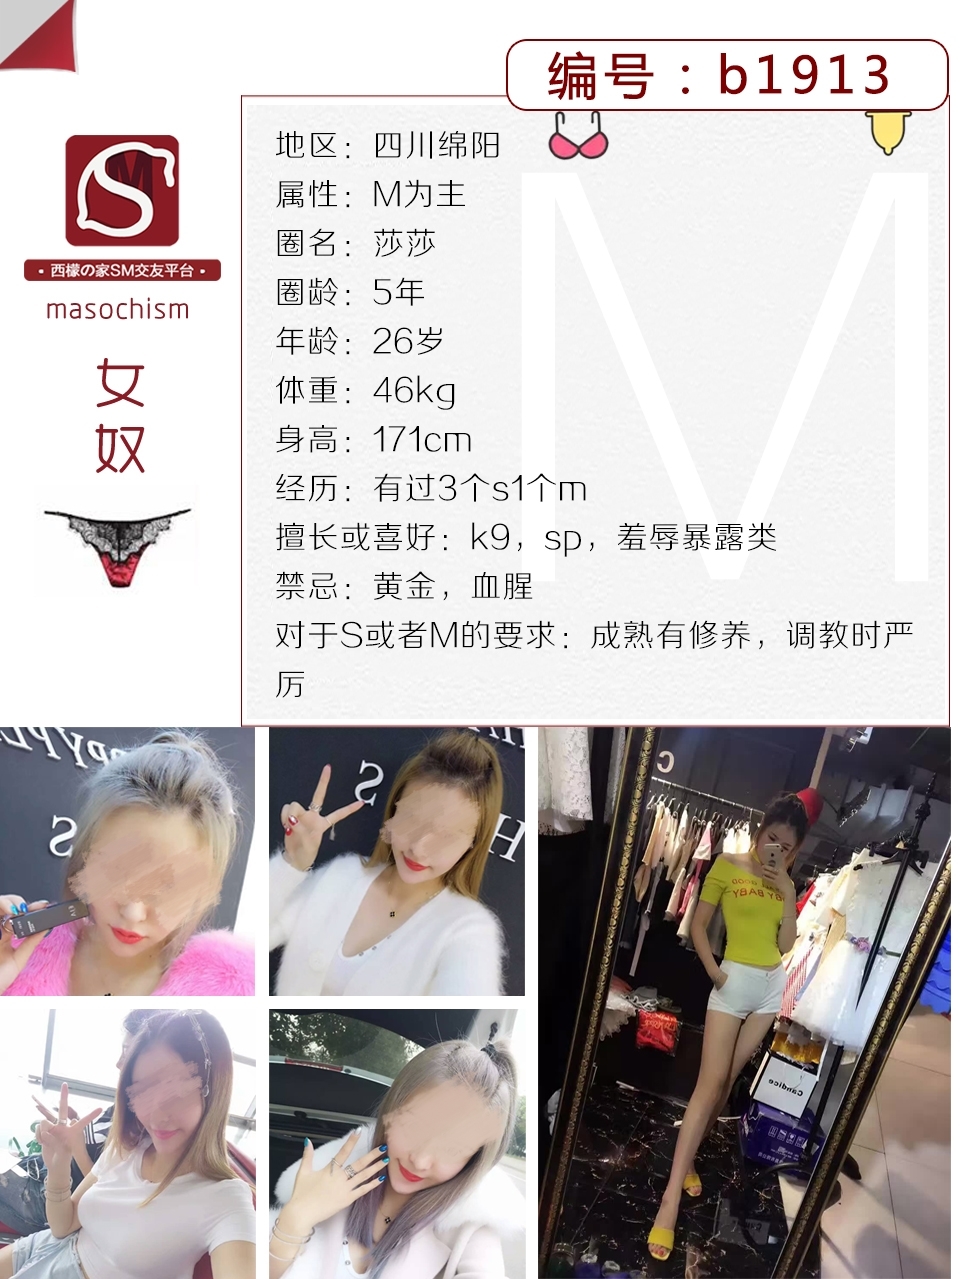 编号：b1913
S
M
·西檬の家SM交友平台·
masochism
女
奴
M
地区：四川绵阳
属性：M为主
圈名：莎莎
圈龄：5年
年龄：26岁
体重：46kg
身高：171cm
经历：有过3个s1个m
擅长或喜好：k9，sp，羞辱暴露类
禁忌：黄金，血腥
对于S或者M的要求：成熟有修养，调教时严
厉
S
S
H
C
BY BABY
Candice